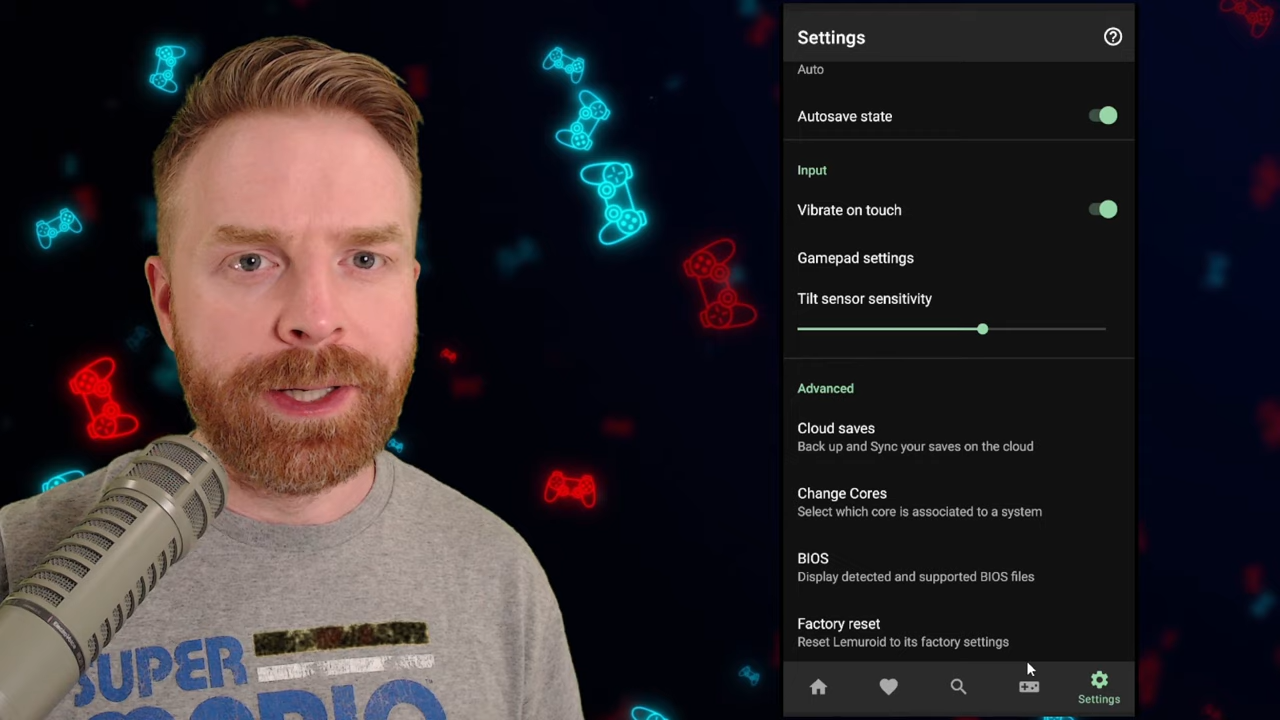 Settings
Auto
Autosave state
Input
Vibrate on touch
Gamepad settings
Tilt sensor sensitivity
Advanced
Cloud saves
Back up and Sync your saves on the cloud
Change Cores
Select which core is associated to a system
BIOS
Display detected and supported BIOS files
Factory reset
Reset Lemuroid to its factory settings
Settings
SUPER
MARIO